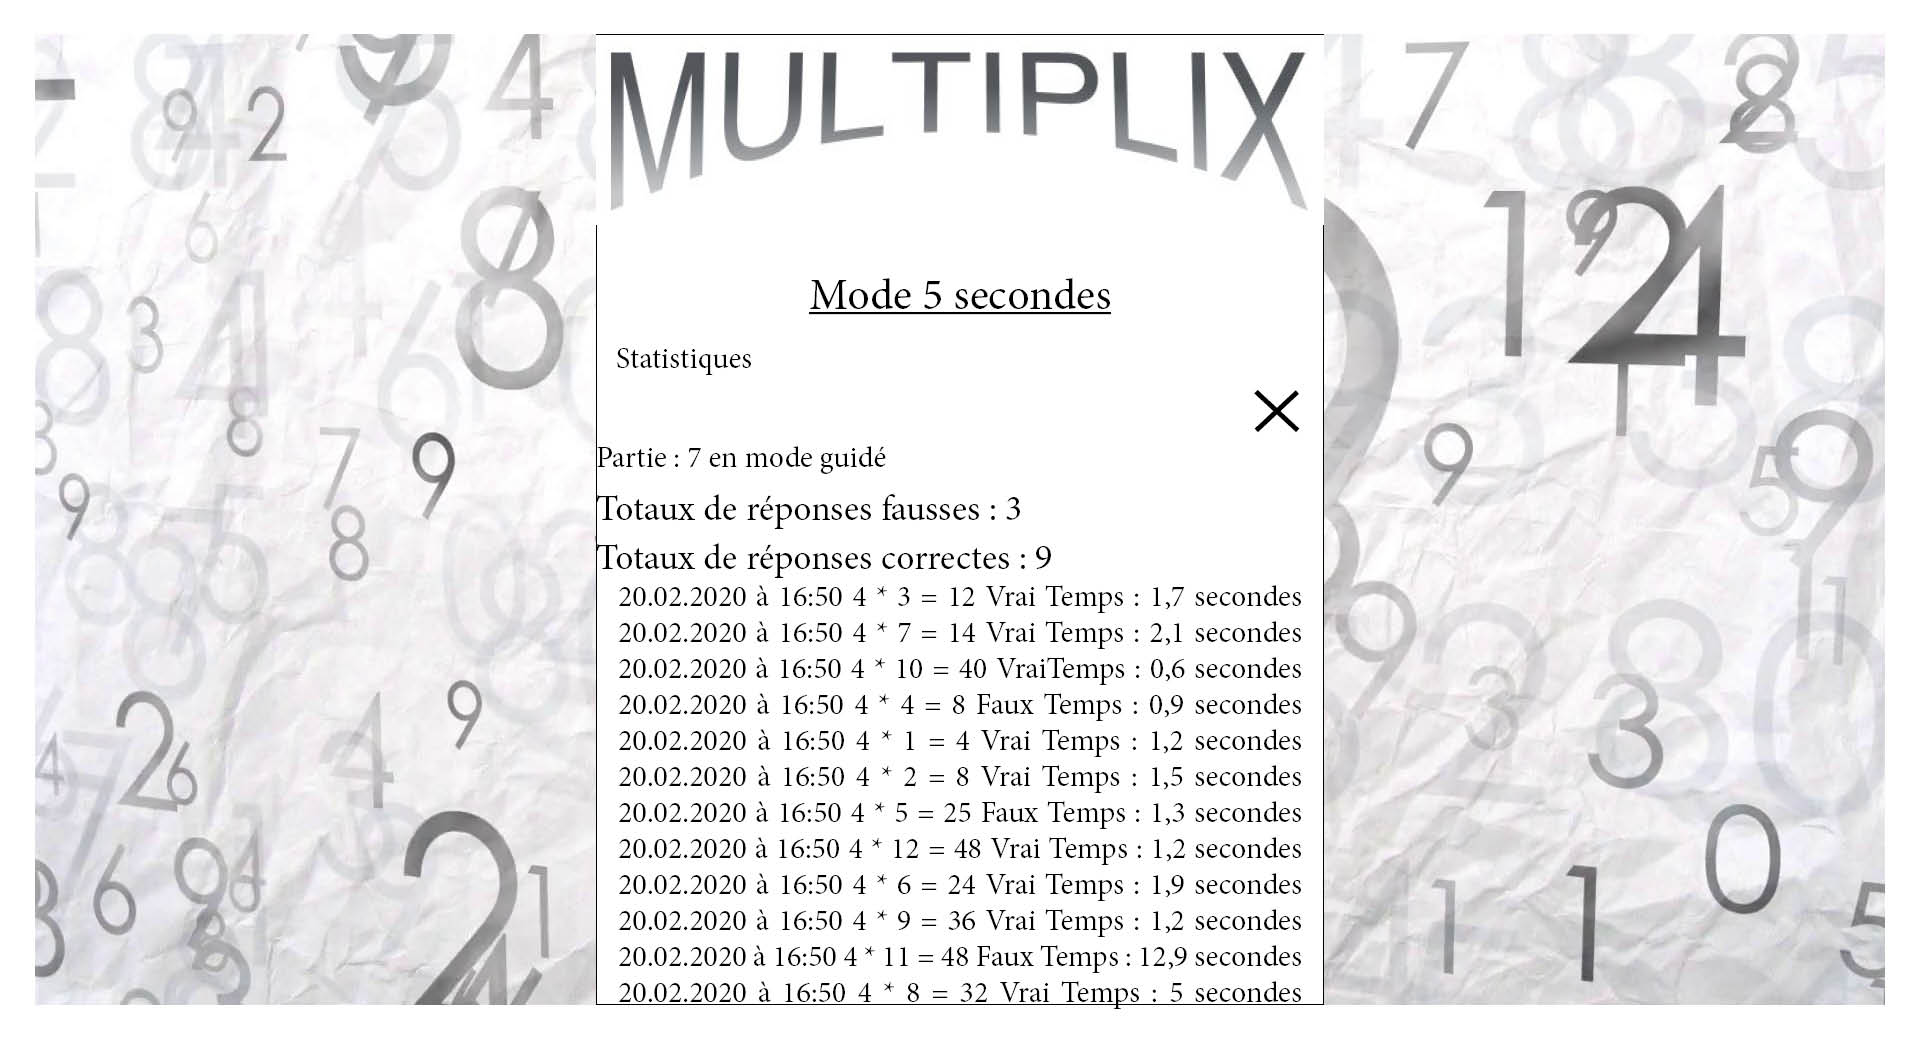 MULTIPLIX
Mode 5 secondes
Statistiques
Partie : 7 en mode guidé
Totaux de réponses fausses : 3
Totaux de réponses correctes : 9
20.02.2020 à 16:50 4 * 3 = 12 Vrai Temps : 1,7 secondes
20.02.2020 à 16:50 4 * 7 = 14 Vrai Temps : 2,1 secondes
20.02.2020 à 16:50 4 * 10 = 40 VraiTemps : 0,6 secondes
20.02.2020 à 16:50 4 * 4 = 8 Faux Temps : 0,9 secondes
20.02.2020 à 16:50 4 * 1 = 4 Vrai Temps : 1,2 secondes
20.02.2020 à 16:50 4 * 2 = 8 Vrai Temps : 1,5 secondes
20.02.2020 à 16:50 4 * 5 = 25 Faux Temps : 1,3 secondes
20.02.2020 à 16:50 4 * 12 = 48 Vrai Temps : 1,2 secondes
20.02.2020 à 16:50 4 * 6 = 24 Vrai Temps : 1,9 secondes
20.02.2020 à 16:50 4 * 9 = 36 Vrai Temps : 1,2 secondes
20.02.2020 à 16:50 4 * 11 = 48 Faux Temps : 12,9 secondes
20.02.2020 à 16:50 4 * 8 = 32 Vrai Temps : 5 secondes